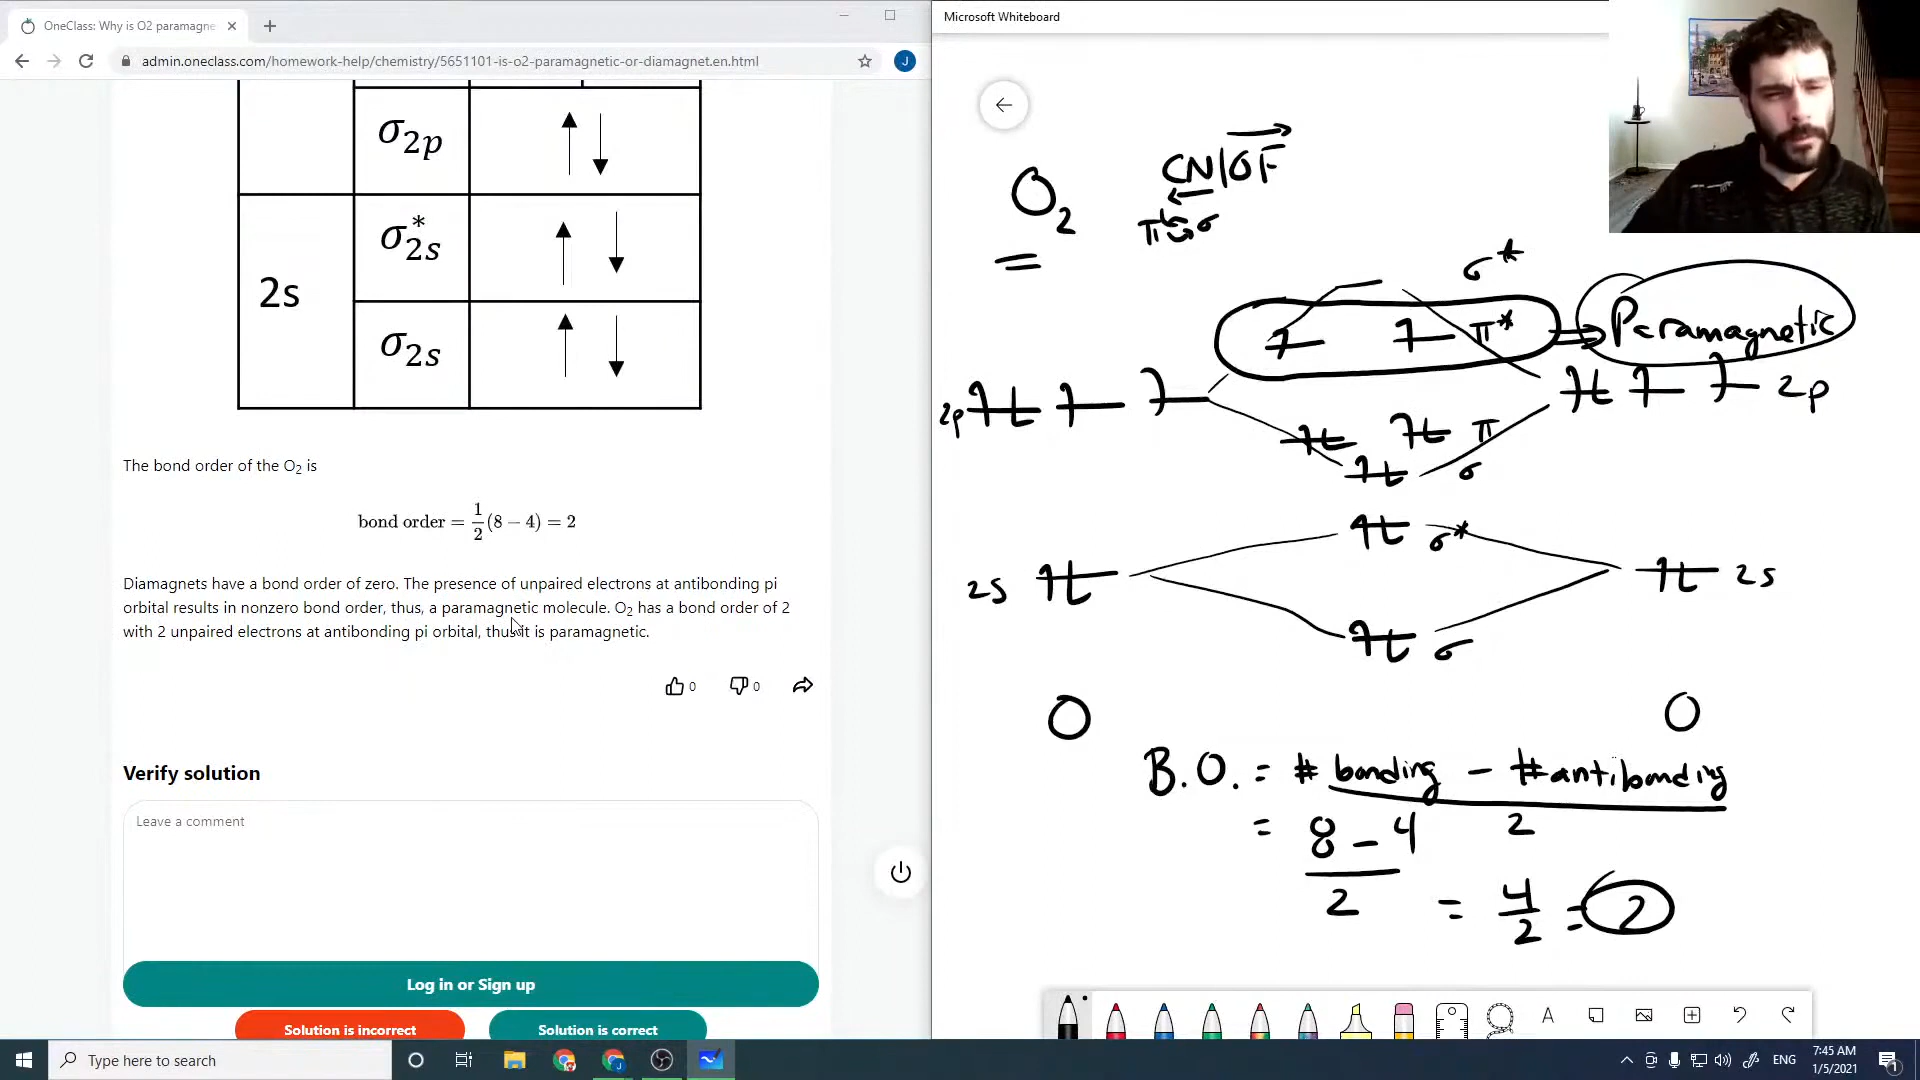 OneClass: Why is O2 paramagne
admin.oneclass.com/homework-help/chemistry/5651101-is-o2-paramagnetic-or-diamagnet.en.html
J
σ2p
σ*2s
2s
σ2s
The bond order of the O2 is
bond order = 1/2 (8 − 4) = 2
Diamagnets have a bond order of zero. The presence of unpaired electrons at antibonding pi
orbital results in nonzero bond order, thus, a paramagnetic molecule. O2 has a bond order of 2
with 2 unpaired electrons at antibonding pi orbital, thus it is paramagnetic.
0
0
Verify solution
Leave a comment
Log in or Sign up
Solution is incorrect
Solution is correct
Microsoft Whiteboard
O2
CN|OF
π σ
σ*
π*
Paramagnetic
2p
2p
π
σ
σ*
2s
2s
σ
O
O
B.O. = # bonding - # antibonding
2
= 8 - 4
2
= 4/2 = 2
A
Type here to search
ENG
7:45 AM
1/5/2021
1